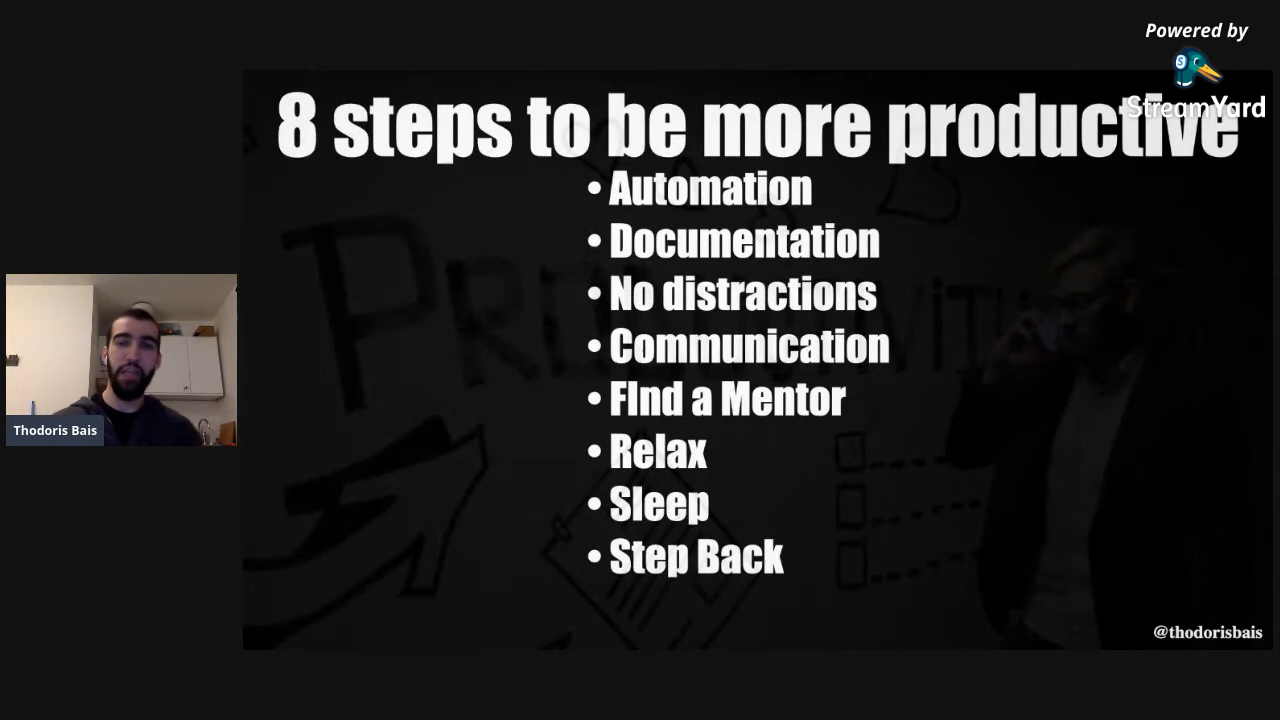 Powered by
StreamYard
8 steps to be more productive
• Automation
• Documentation
• No distractions
• Communication
• FInd a Mentor
• Relax
• Sleep
• Step Back
Thodoris Bais
@thodorisbais